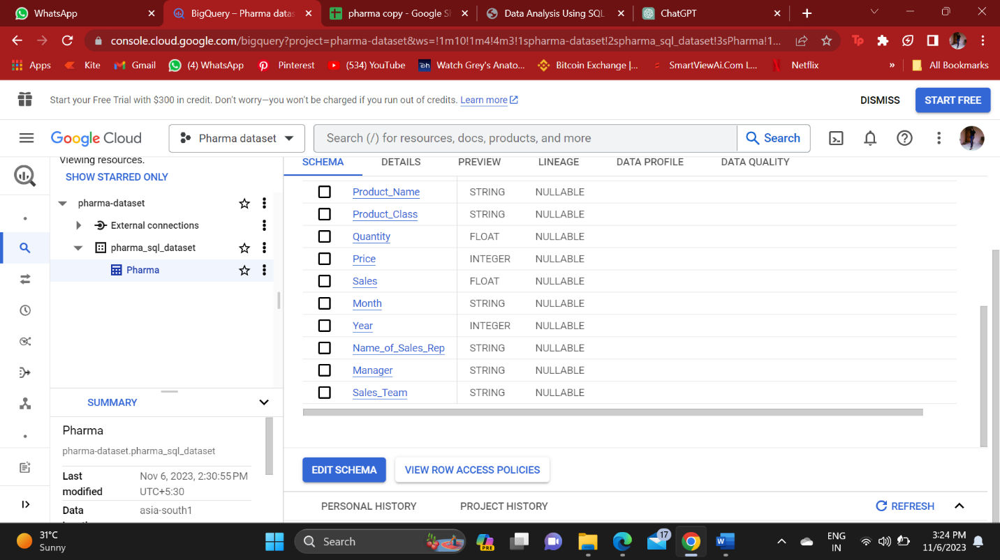 WhatsApp
BigQuery – Pharma datas
pharma copy - Google Sh
Data Analysis Using SQL
ChatGPT
console.cloud.google.com/bigquery?project=pharma-dataset&ws=!1m10!1m4!4m3!1spharma-dataset!2spharma_sql_dataset!3sPharma!1...
Apps Kite Gmail (4) WhatsApp Pinterest (534) YouTube Watch Grey's Anato... Bitcoin Exchange |... SmartViewAi.Com L... Netflix » All Bookmarks
Start your Free Trial with $300 in credit. Don't worry—you won't be charged if you run out of credits. Learn more
DISMISS
START FREE
Google Cloud
Pharma dataset
Search (/) for resources, docs, products, and more
Search
Viewing resources.
SHOW STARRED ONLY
pharma-dataset
External connections
pharma_sql_dataset
Pharma
SUMMARY
Pharma
pharma-dataset.pharma_sql_dataset
Last modified
Nov 6, 2023, 2:30:55 PM UTC+5:30
Data
asia-south1
SCHEMA DETAILS PREVIEW LINEAGE DATA PROFILE DATA QUALITY
Product_Name STRING NULLABLE
Product_Class STRING NULLABLE
Quantity FLOAT NULLABLE
Price INTEGER NULLABLE
Sales FLOAT NULLABLE
Month STRING NULLABLE
Year INTEGER NULLABLE
Name_of_Sales_Rep STRING NULLABLE
Manager STRING NULLABLE
Sales_Team STRING NULLABLE
EDIT SCHEMA
VIEW ROW ACCESS POLICIES
PERSONAL HISTORY PROJECT HISTORY REFRESH
31°C
Sunny
Search
PRE
17
ENG
IN
3:24 PM
11/6/2023